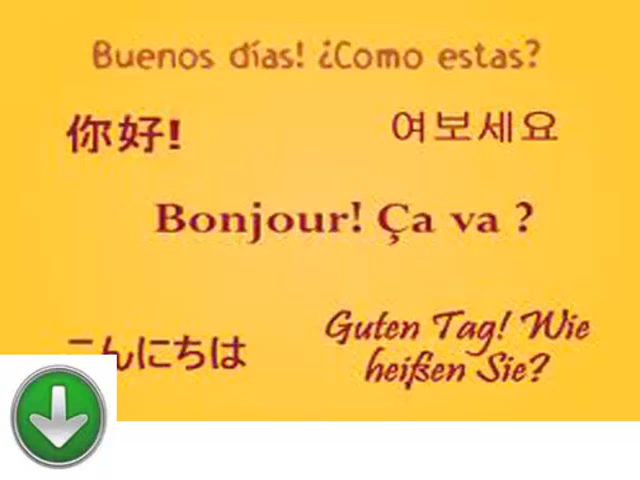 Buenos días! ¿Como estas?
你好!
여보세요
Bonjour! Ça va ?
こんにちは
Guten Tag! Wie
heißen Sie?